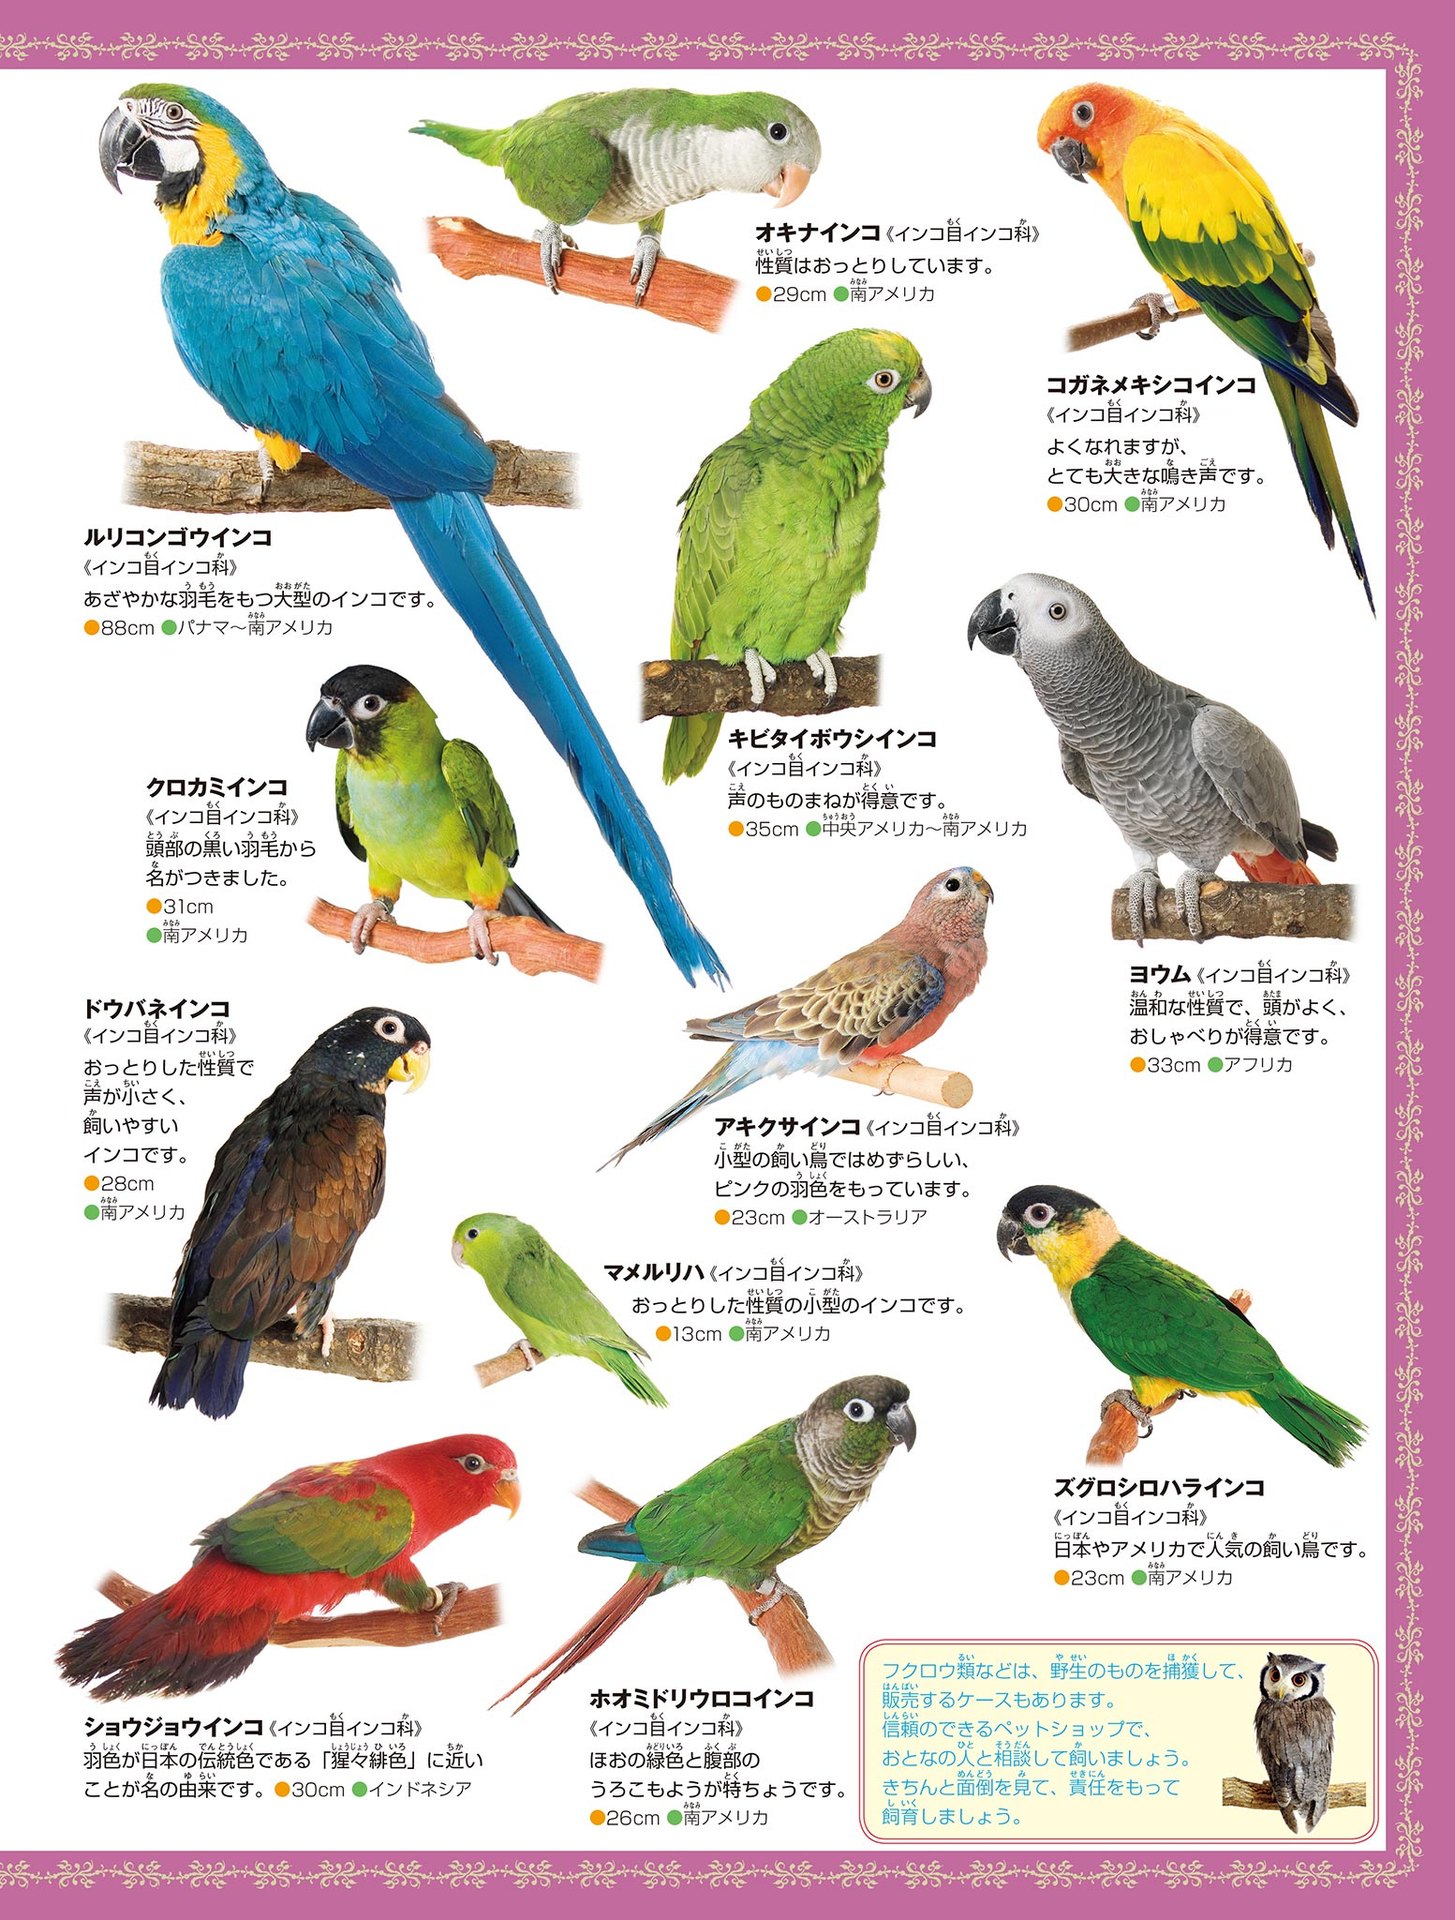 オキナインコ《インコ目インコ科》
性質はおっとりしています。
●29cm ●南アメリカ
コガネメキシコインコ
《インコ目インコ科》
よくなれますが、
とても大きな鳴き声です。
●30cm ●南アメリカ
ルリコンゴウインコ
《インコ目インコ科》
あざやかな羽毛をもつ大型のインコです。
●88cm ●パナマ〜南アメリカ
キビタイボウシインコ
《インコ目インコ科》
声のものまねが得意です。
●35cm ●中央アメリカ〜南アメリカ
クロカミインコ
《インコ目インコ科》
頭部の黒い羽毛から
名がつきました。
●31cm
●南アメリカ
ヨウム《インコ目インコ科》
温和な性質で、頭がよく、
おしゃべりが得意です。
●33cm ●アフリカ
ドウバネインコ
《インコ目インコ科》
おっとりした性質で
声が小さく、
飼いやすい
インコです。
●28cm
●南アメリカ
アキクサインコ《インコ目インコ科》
小型の飼い鳥ではめずらしい、
ピンクの羽色をもっています。
●23cm ●オーストラリア
マメルリハ《インコ目インコ科》
おっとりした性質の小型のインコです。
●13cm ●南アメリカ
ズグロシロハラインコ
《インコ目インコ科》
日本やアメリカで人気の飼い鳥です。
●23cm ●南アメリカ
ショウジョウインコ《インコ目インコ科》
羽色が日本の伝統色である「猩々緋色」に近い
ことが名の由来です。●30cm ●インドネシア
ホオミドリウロコインコ
《インコ目インコ科》
ほおの緑色と腹部の
うろこもようが特ちょうです。
●26cm ●南アメリカ
フクロウ類などは、野生のものを捕獲して、
販売するケースもあります。
信頼のできるペットショップで、
おとなの人と相談して飼いましょう。
きちんと面倒を見て、責任をもって
飼育しましょう。